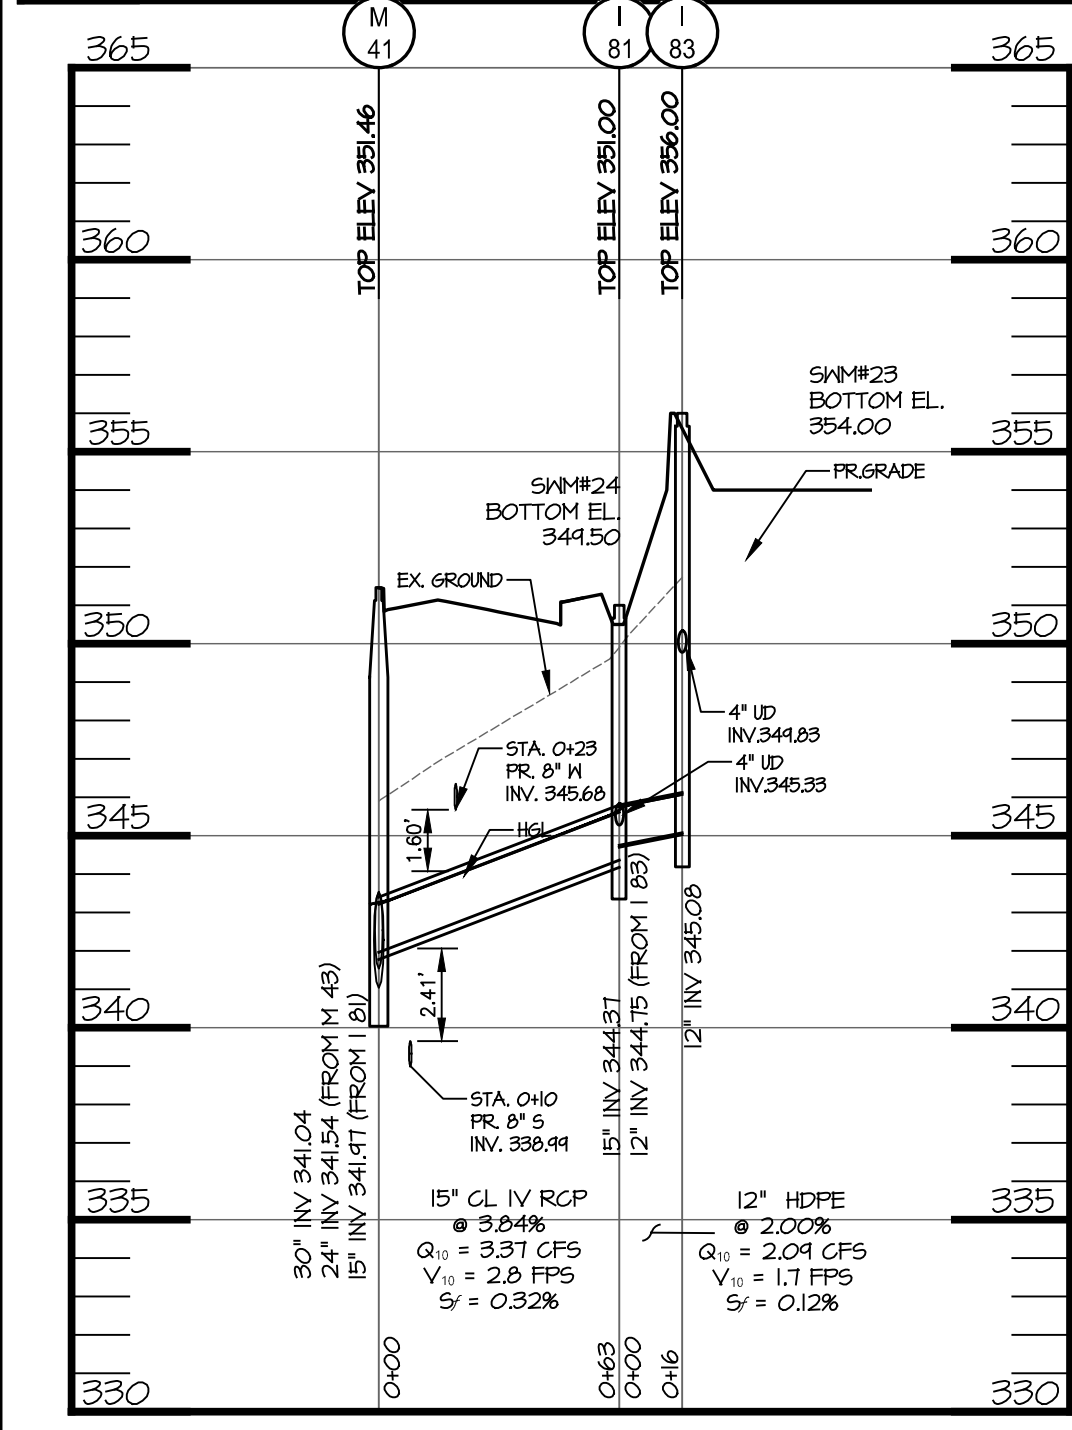 M
41
I
81
I
83
365
365
TOP ELEV 351.46
TOP ELEV 351.00
TOP ELEV 356.00
360
360
SWM#23
BOTTOM EL.
354.00
355
355
PR.GRADE
SWM#24
BOTTOM EL.
349.50
EX. GROUND
350
350
4" UD
INV.349.83
STA. 0+23
PR. 8" W
INV. 345.68
4" UD
INV.345.33
345
345
1.60'
HGL
2.41'
340
340
30" INV 341.04
24" INV 341.54 (FROM M 43)
15" INV 341.97 (FROM I 81)
15" INV 344.37
12" INV 344.75 (FROM I 83)
12" INV 345.08
STA. 0+10
PR. 8" S
INV. 338.99
335
335
15" CL IV RCP
@ 3.84%
Q10 = 3.37 CFS
V10 = 2.8 FPS
Sf = 0.32%
12" HDPE
@ 2.00%
Q10 = 2.09 CFS
V10 = 1.7 FPS
Sf = 0.12%
0+00
0+63
0+00
0+16
330
330